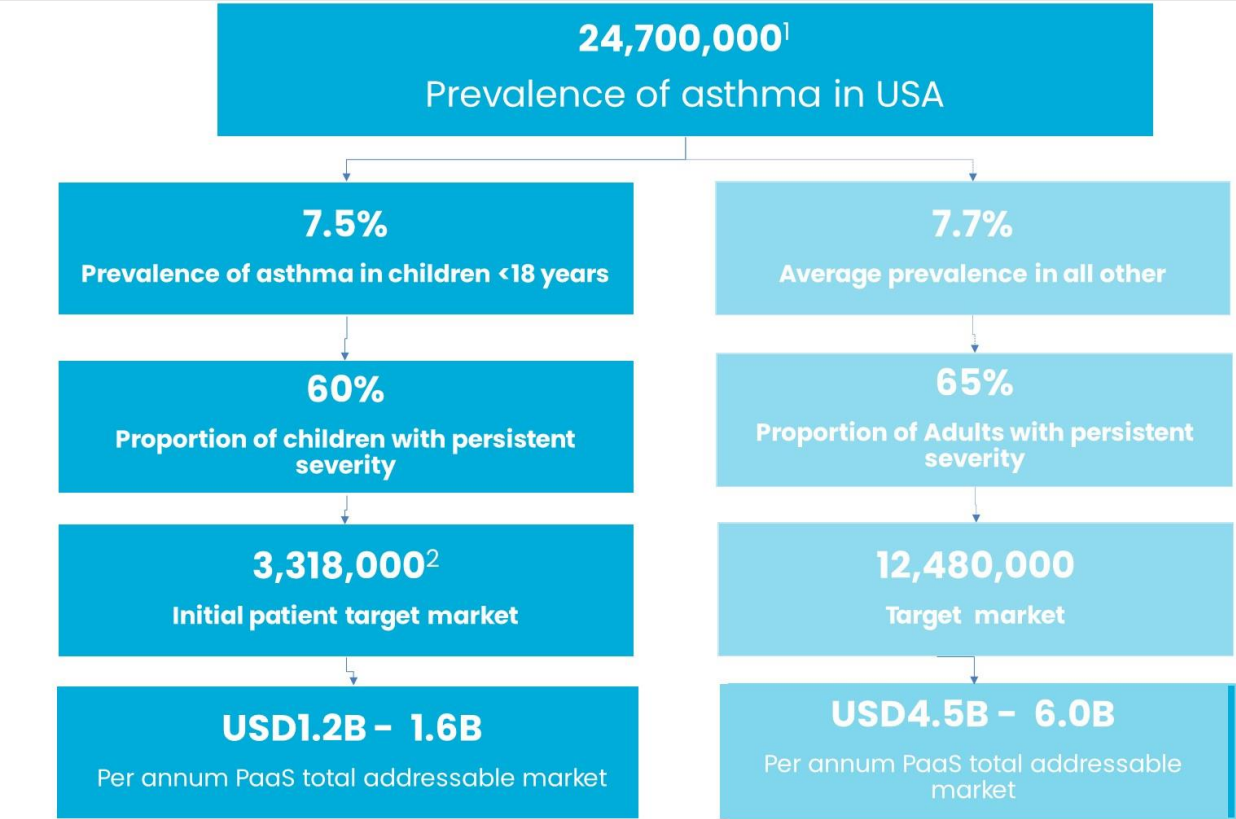 24,700,000¹
Prevalence of asthma in USA
7.5%
Prevalence of asthma in children <18 years
60%
Proportion of children with persistent
severity
3,318,000²
Initial patient target market
USD1.2B – 1.6B
Per annum PaaS total addressable market
7.7%
Average prevalence in all other
65%
Proportion of Adults with persistent
severity
12,480,000
Target market
USD4.5B – 6.0B
Per annum PaaS total addressable
market